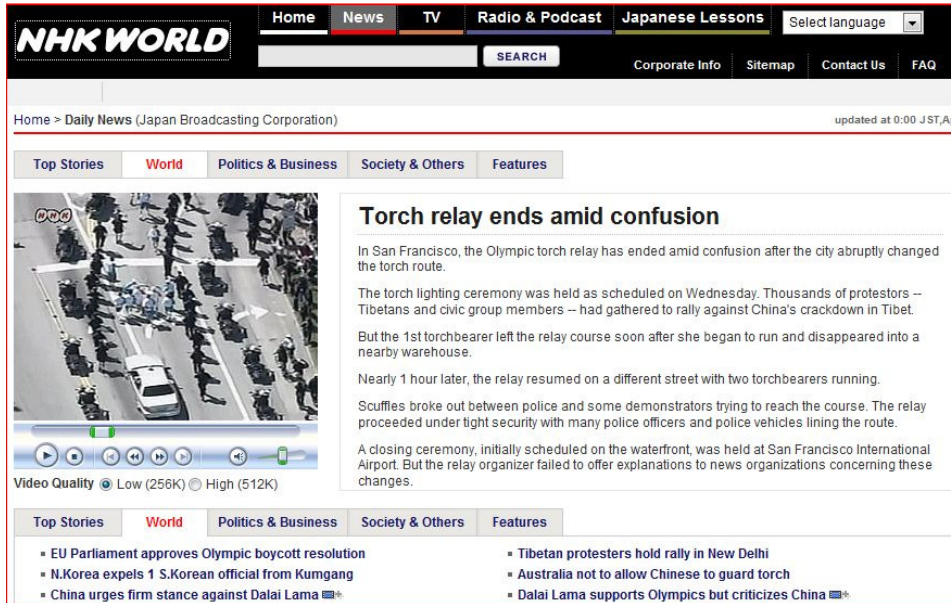 NHK WORLD
Home News TV Radio & Podcast Japanese Lessons Select language
SEARCH
Corporate Info Sitemap Contact Us FAQ
Home > Daily News (Japan Broadcasting Corporation) updated at 0:00 JST,A
Top Stories World Politics & Business Society & Others Features
NHK
Torch relay ends amid confusion
In San Francisco, the Olympic torch relay has ended amid confusion after the city abruptly changed
the torch route.
The torch lighting ceremony was held as scheduled on Wednesday. Thousands of protestors --
Tibetans and civic group members -- had gathered to rally against China's crackdown in Tibet.
But the 1st torchbearer left the relay course soon after she began to run and disappeared into a
nearby warehouse.
Nearly 1 hour later, the relay resumed on a different street with two torchbearers running.
Scuffles broke out between police and some demonstrators trying to reach the course. The relay
proceeded under tight security with many police officers and police vehicles lining the route.
A closing ceremony, initially scheduled on the waterfront, was held at San Francisco International
Airport. But the relay organizer failed to offer explanations to news organizations concerning these
changes.
Video Quality Low (256K) High (512K)
Top Stories World Politics & Business Society & Others Features
EU Parliament approves Olympic boycott resolution
N.Korea expels 1 S.Korean official from Kumgang
China urges firm stance against Dalai Lama
Tibetan protesters hold rally in New Delhi
Australia not to allow Chinese to guard torch
Dalai Lama supports Olympics but criticizes China